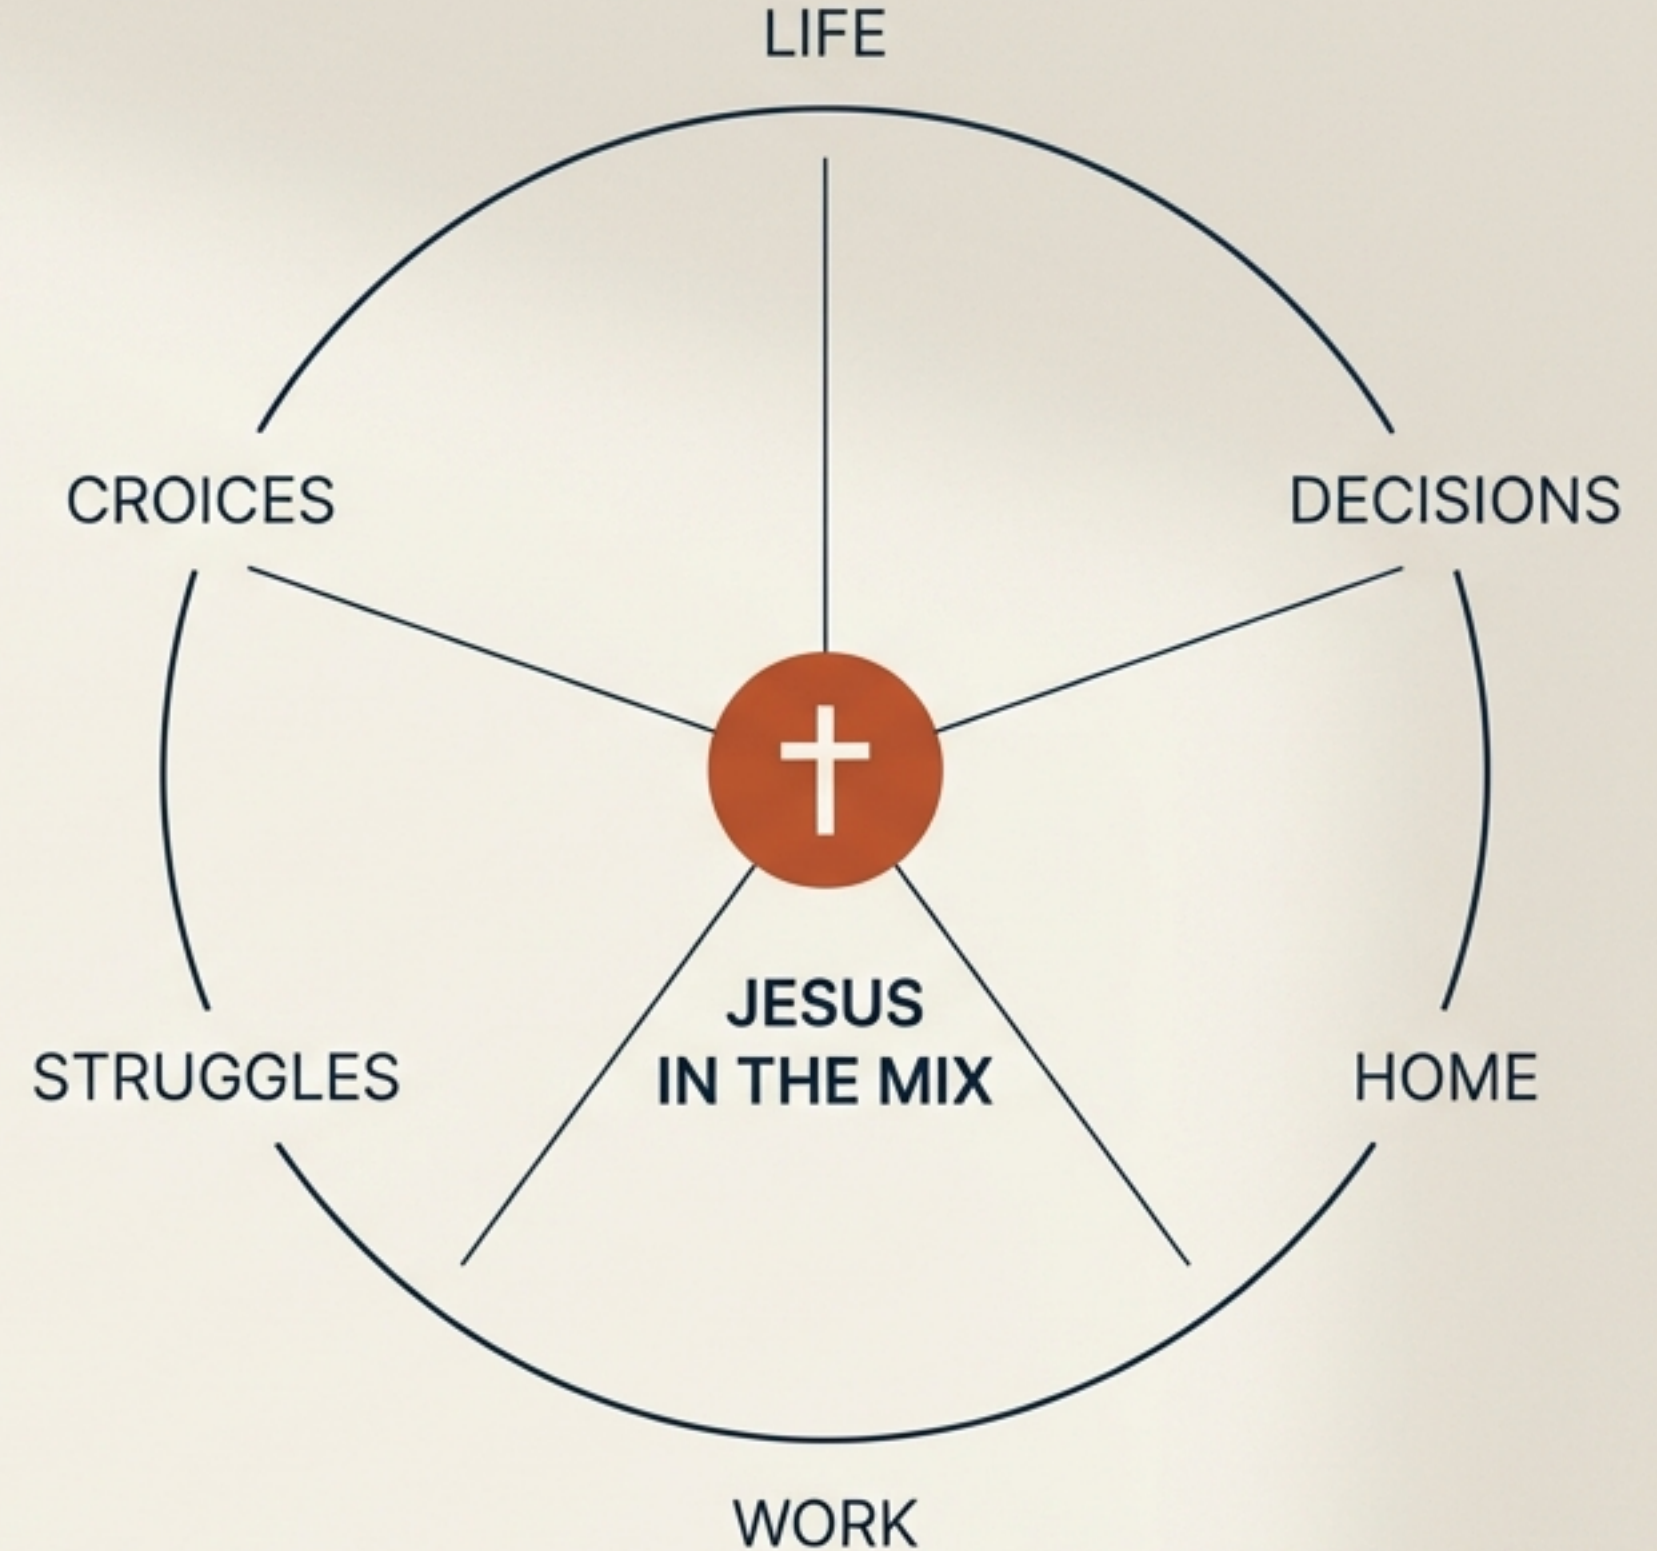 LIFE
CROICES
DECISIONS
JESUS
IN THE MIX
STRUGGLES
HOME
WORK